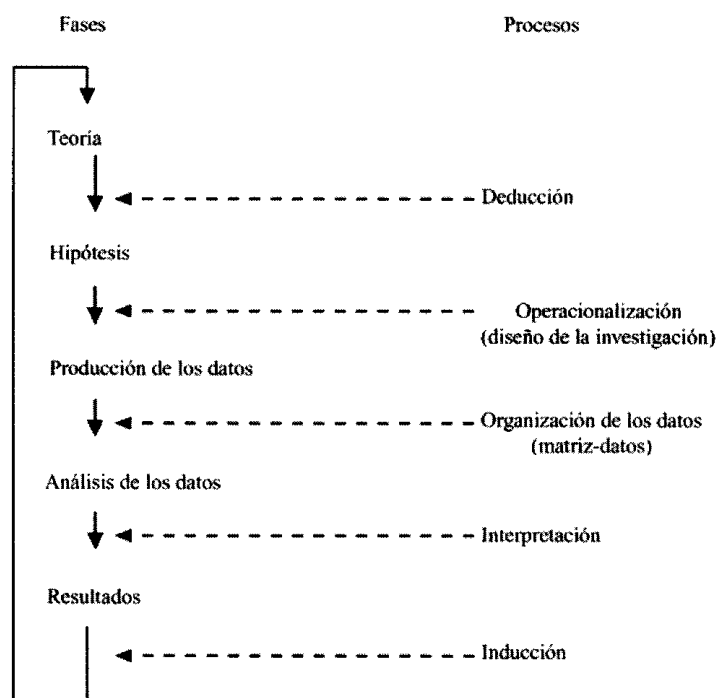 Fases
Procesos
Teoría
Deducción
Hipótesis
Operacionalización
(diseño de la investigación)
Producción de los datos
Organización de los datos
(matriz-datos)
Análisis de los datos
Interpretación
Resultados
Inducción